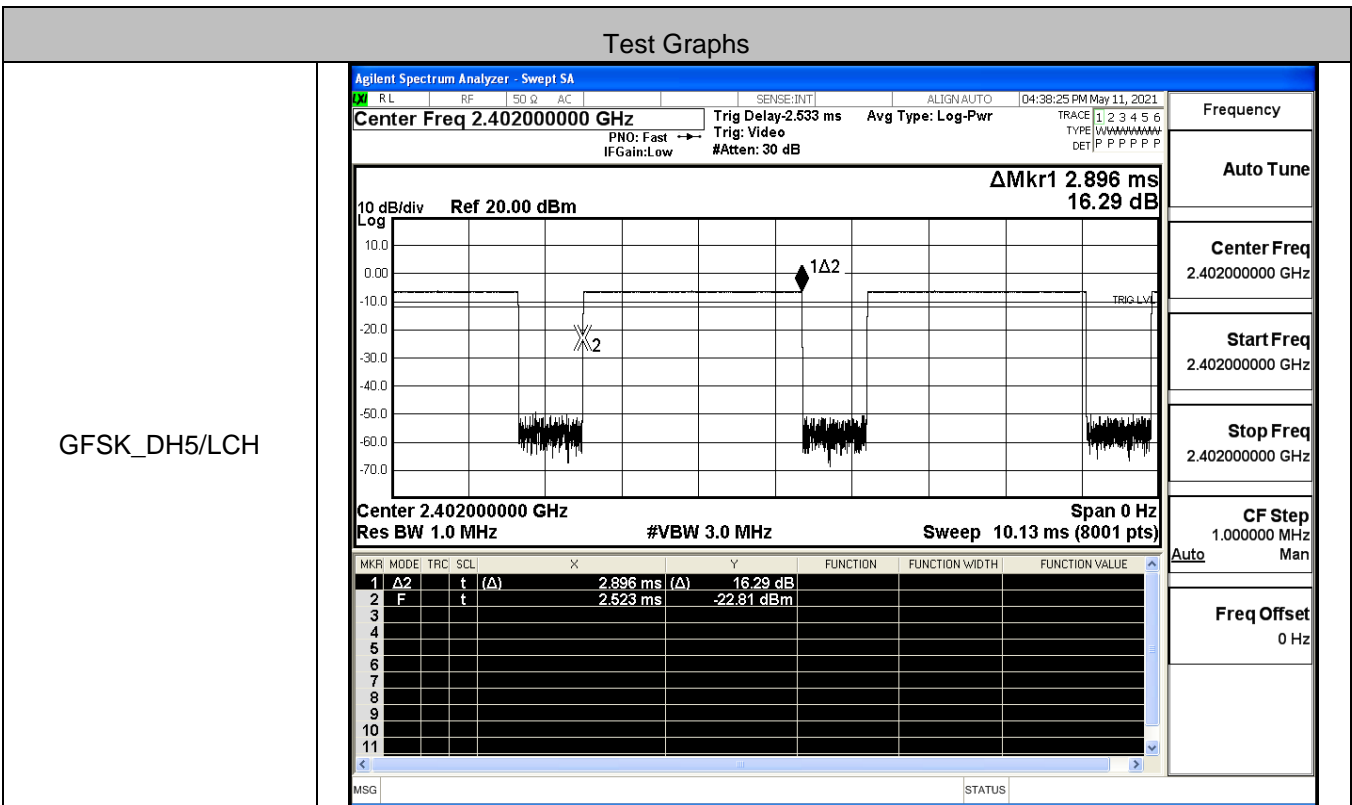 Test Graphs
GFSK_DH5/LCH
Agilent Spectrum Analyzer - Swept SA
LXI RL RF 50 Ω AC SENSE:INT ALIGN AUTO 04:38:25 PM May 11, 2021
Center Freq 2.402000000 GHz
PNO: Fast
IFGain:Low
Trig Delay-2.533 ms
Trig: Video
#Atten: 30 dB
Avg Type: Log-Pwr
TRACE 1 2 3 4 5 6
TYPE WWWWWW
DET P P P P P P
ΔMkr1 2.896 ms
16.29 dB
10 dB/div Ref 20.00 dBm
Log
10.0
0.00
-10.0
-20.0
-30.0
-40.0
-50.0
-60.0
-70.0
1Δ2
2
TRIG LVL
Center 2.402000000 GHz Span 0 Hz
Res BW 1.0 MHz #VBW 3.0 MHz Sweep 10.13 ms (8001 pts)
MKR MODE TRC SCL X Y FUNCTION FUNCTION WIDTH FUNCTION VALUE
1 Δ2 t (Δ) 2.896 ms (Δ) 16.29 dB
2 F t 2.523 ms -22.81 dBm
3
4
5
6
7
8
9
10
11
MSG STATUS
Frequency
Auto Tune
Center Freq
2.402000000 GHz
Start Freq
2.402000000 GHz
Stop Freq
2.402000000 GHz
CF Step
1.000000 MHz
Auto Man
Freq Offset
0 Hz